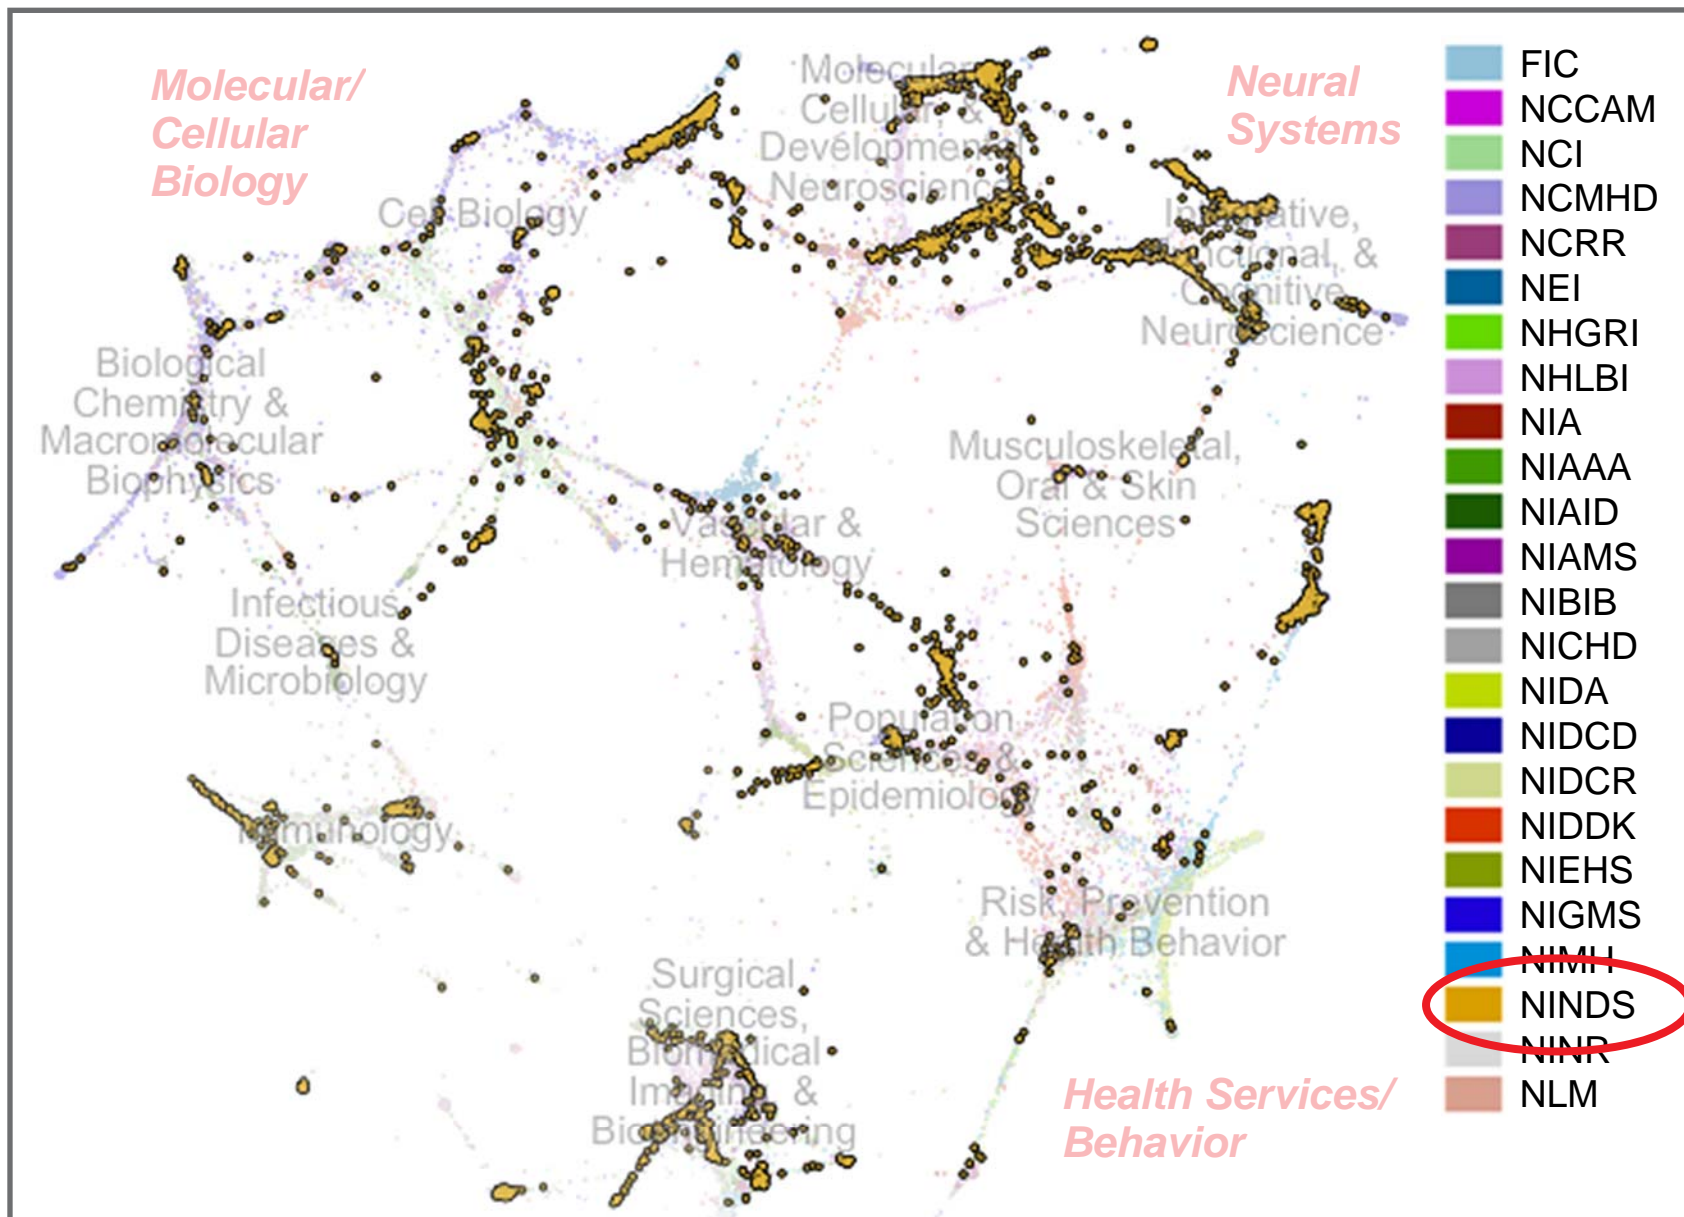 Molecular/
Cellular
Biology
Molecular,
Cellular, &
Developmental
Neuroscience
Neural
Systems
Cell Biology
Integrative,
Functional, &
Cognitive
Neuroscience
Biological
Chemistry &
Macromolecular
Biophysics
Musculoskeletal,
Oral & Skin
Sciences
Vascular &
Hematology
Infectious
Diseases &
Microbiology
Population
Sciences &
Epidemiology
Immunology
Risk, Prevention
& Health Behavior
Surgical
Sciences,
Biomedical
Imaging &
Bioengineering
Health Services/
Behavior
FIC
NCCAM
NCI
NCMHD
NCRR
NEI
NHGRI
NHLBI
NIA
NIAAA
NIAID
NIAMS
NIBIB
NICHD
NIDA
NIDCD
NIDCR
NIDDK
NIEHS
NIGMS
NIMH
NINDS
NINR
NLM